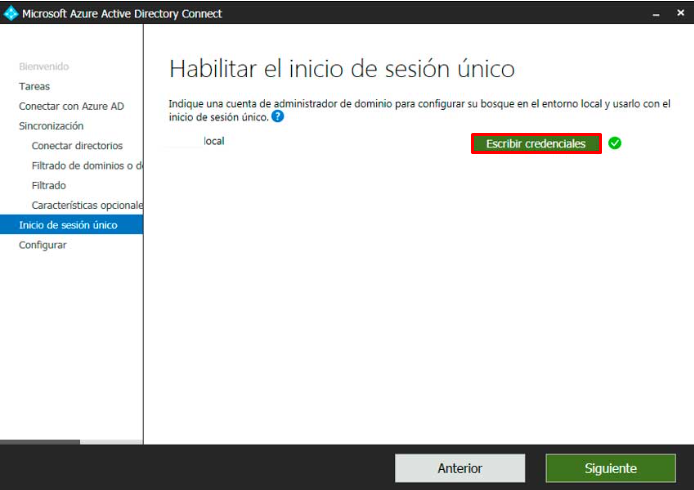 Microsoft Azure Active Directory Connect
Bienvenido
Tareas
Conectar con Azure AD
Sincronización
Conectar directorios
Filtrado de dominios o d
Filtrado
Características opcionale
Inicio de sesión único
Configurar
Habilitar el inicio de sesión único
Indique una cuenta de administrador de dominio para configurar su bosque en el entorno local y usarlo con el
inicio de sesión único. ?
local
Escribir credenciales
Anterior
Siguiente